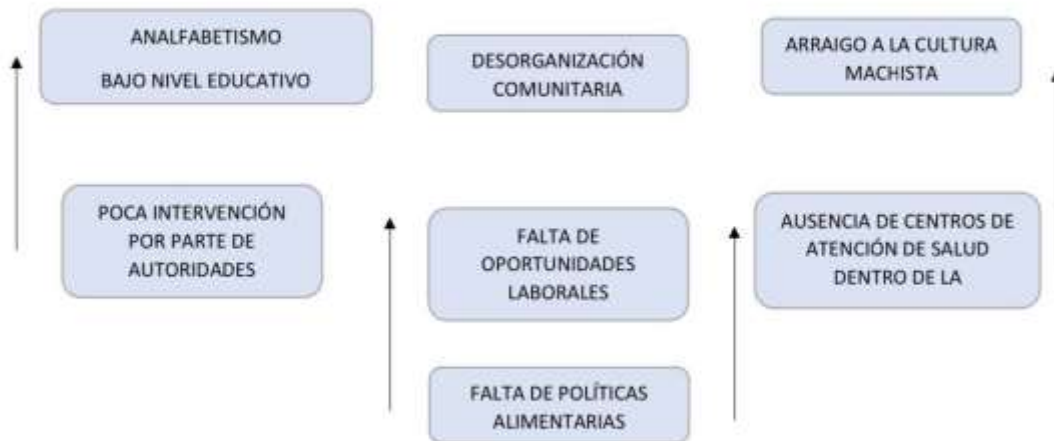 ANALFABETISMO
BAJO NIVEL EDUCATIVO
DESORGANIZACIÓN
COMUNITARIA
ARRAIGO A LA CULTURA
MACHISTA
POCA INTERVENCIÓN
POR PARTE DE
AUTORIDADES
FALTA DE
OPORTUNIDADES
LABORALES
AUSENCIA DE CENTROS DE
ATENCIÓN DE SALUD
DENTRO DE LA
FALTA DE POLÍTICAS
ALIMENTARIAS